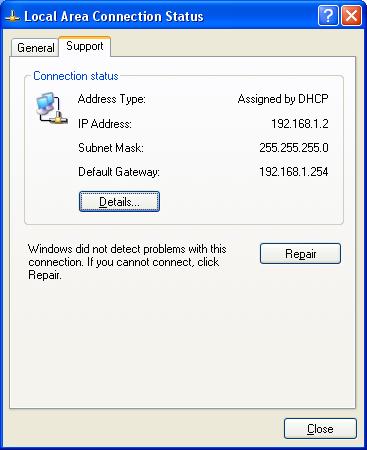 Local Area Connection Status
General
Support
Connection status
Address Type: Assigned by DHCP
IP Address: 192.168.1.2
Subnet Mask: 255.255.255.0
Default Gateway: 192.168.1.254
Details...
Windows did not detect problems with this
connection. If you cannot connect, click
Repair.
Repair
Close